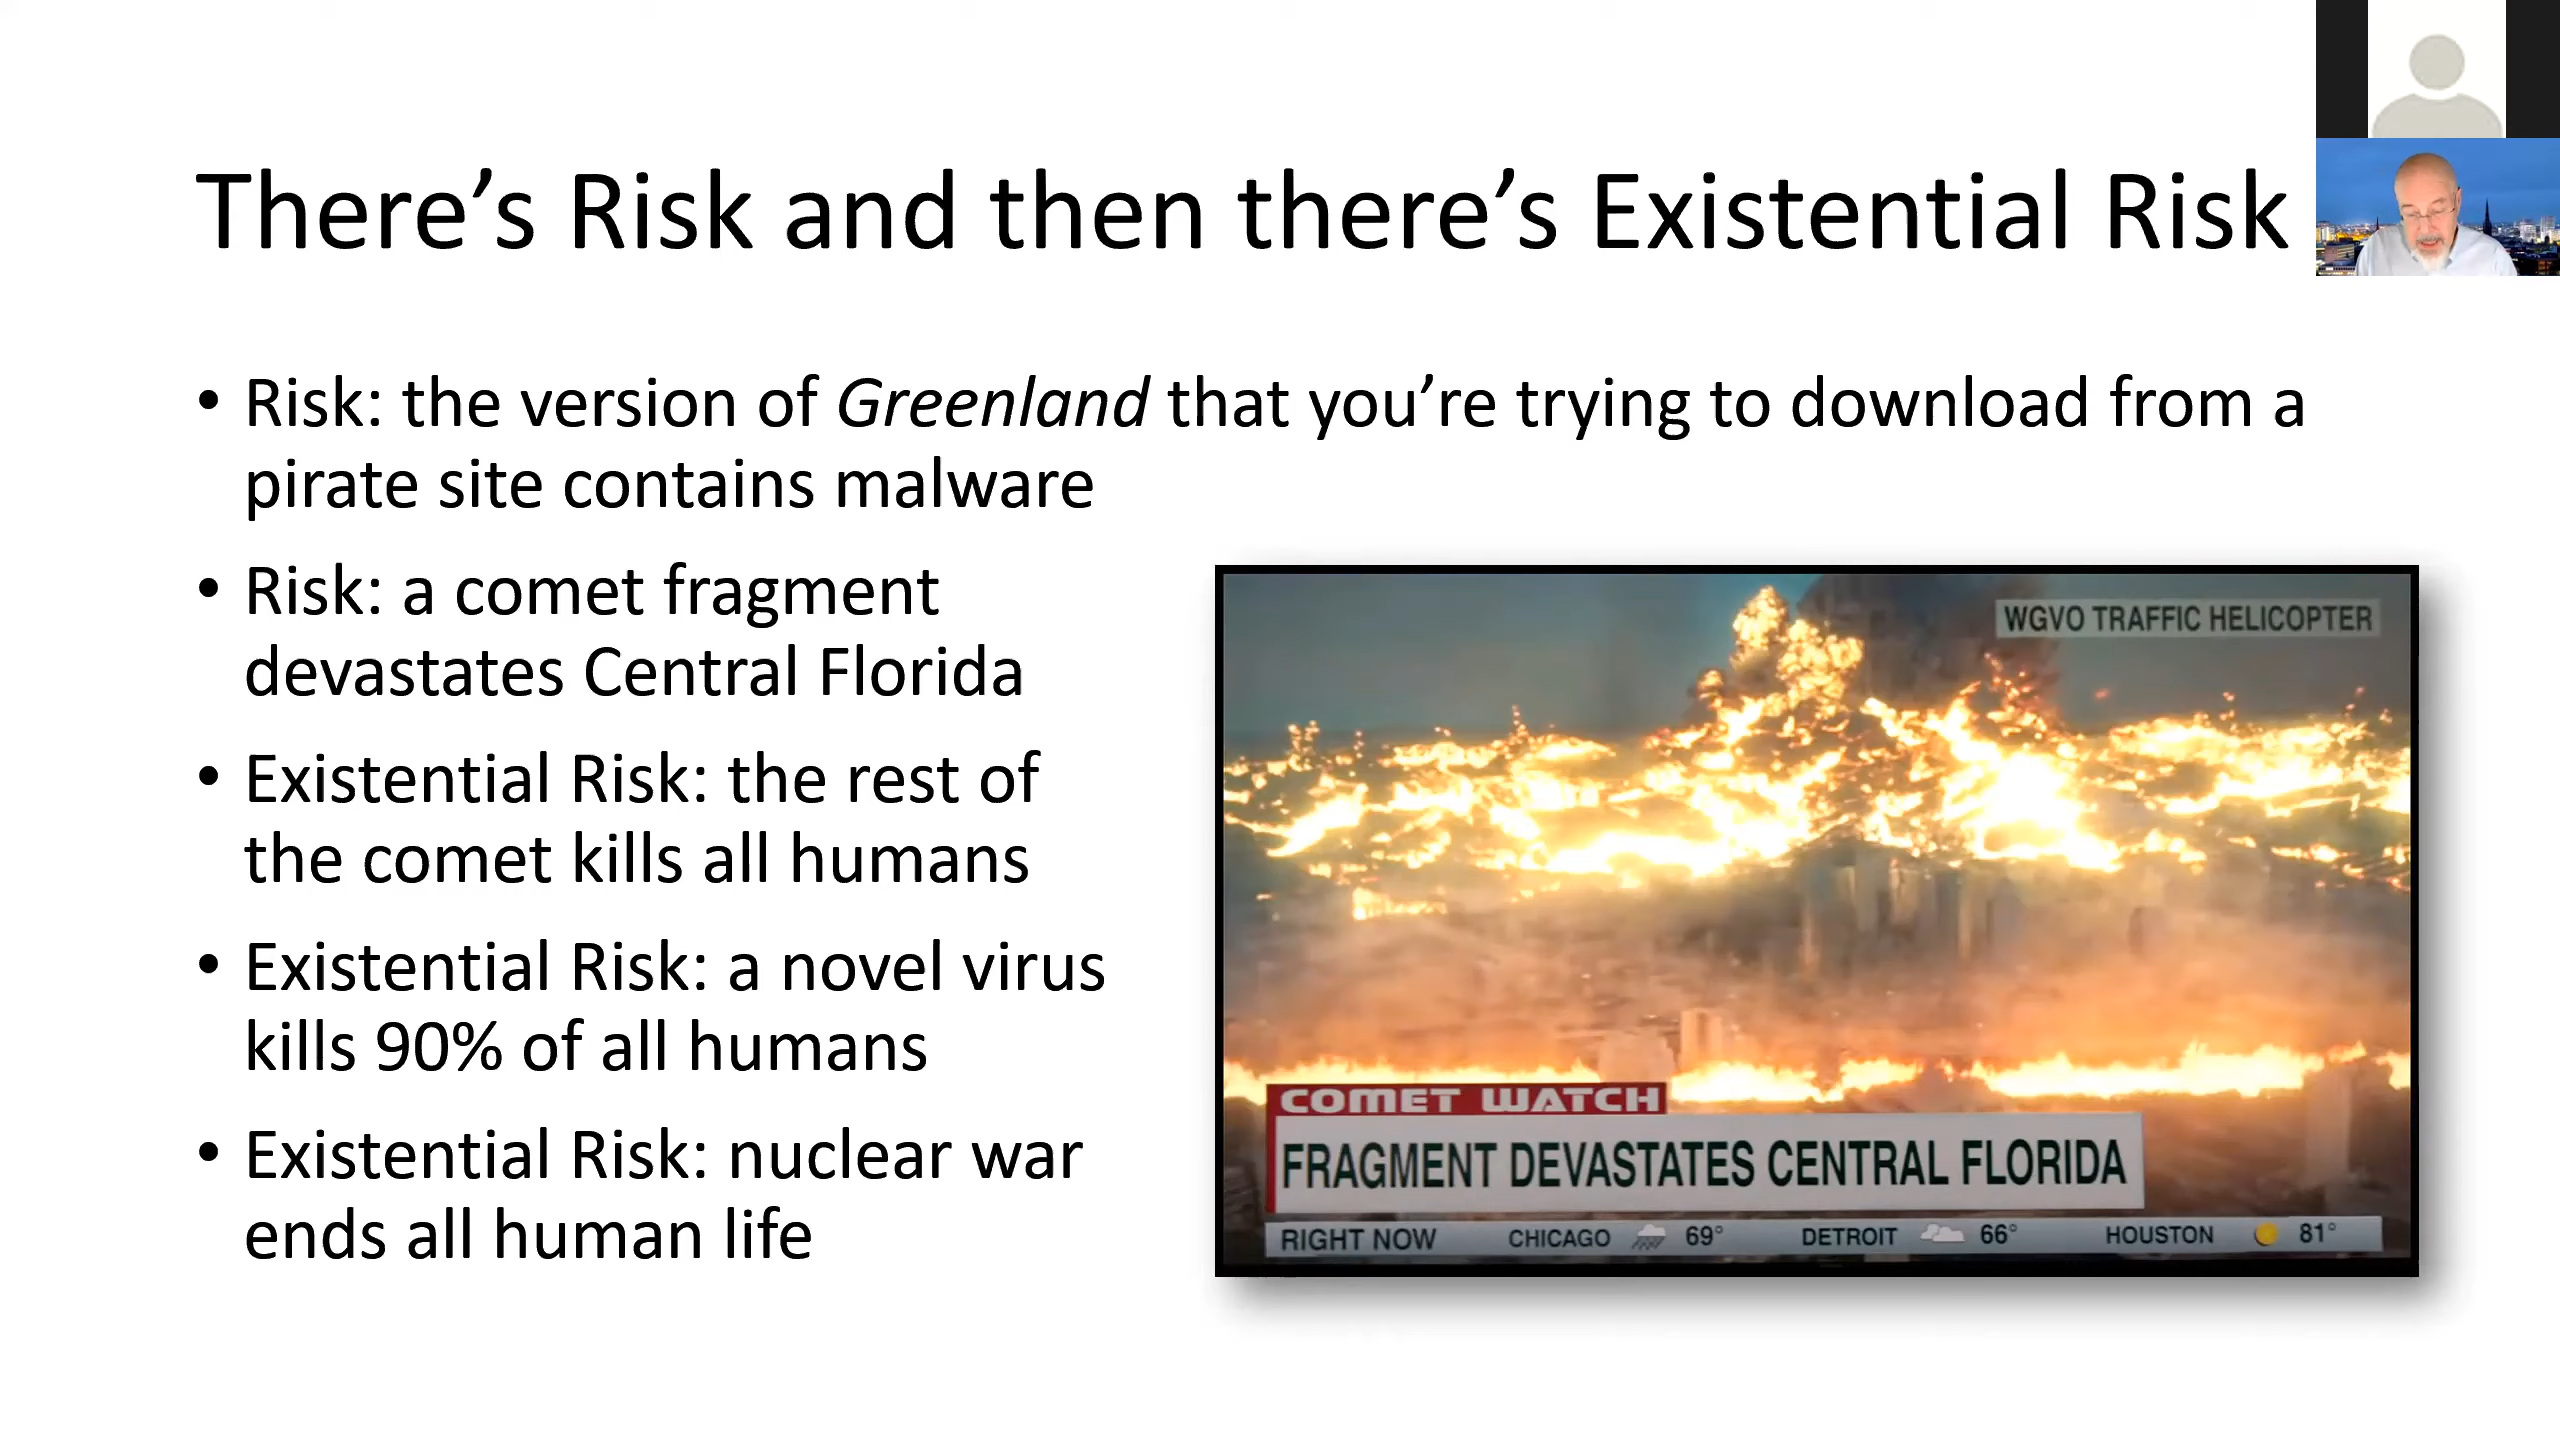 There’s Risk and then there’s Existential Risk
• Risk: the version of Greenland that you’re trying to download from a
pirate site contains malware
• Risk: a comet fragment
devastates Central Florida
• Existential Risk: the rest of
the comet kills all humans
• Existential Risk: a novel virus
kills 90% of all humans
• Existential Risk: nuclear war
ends all human life
WGVO TRAFFIC HELICOPTER
COMET WATCH
FRAGMENT DEVASTATES CENTRAL FLORIDA
RIGHT NOW CHICAGO 69° DETROIT 66° HOUSTON 81°